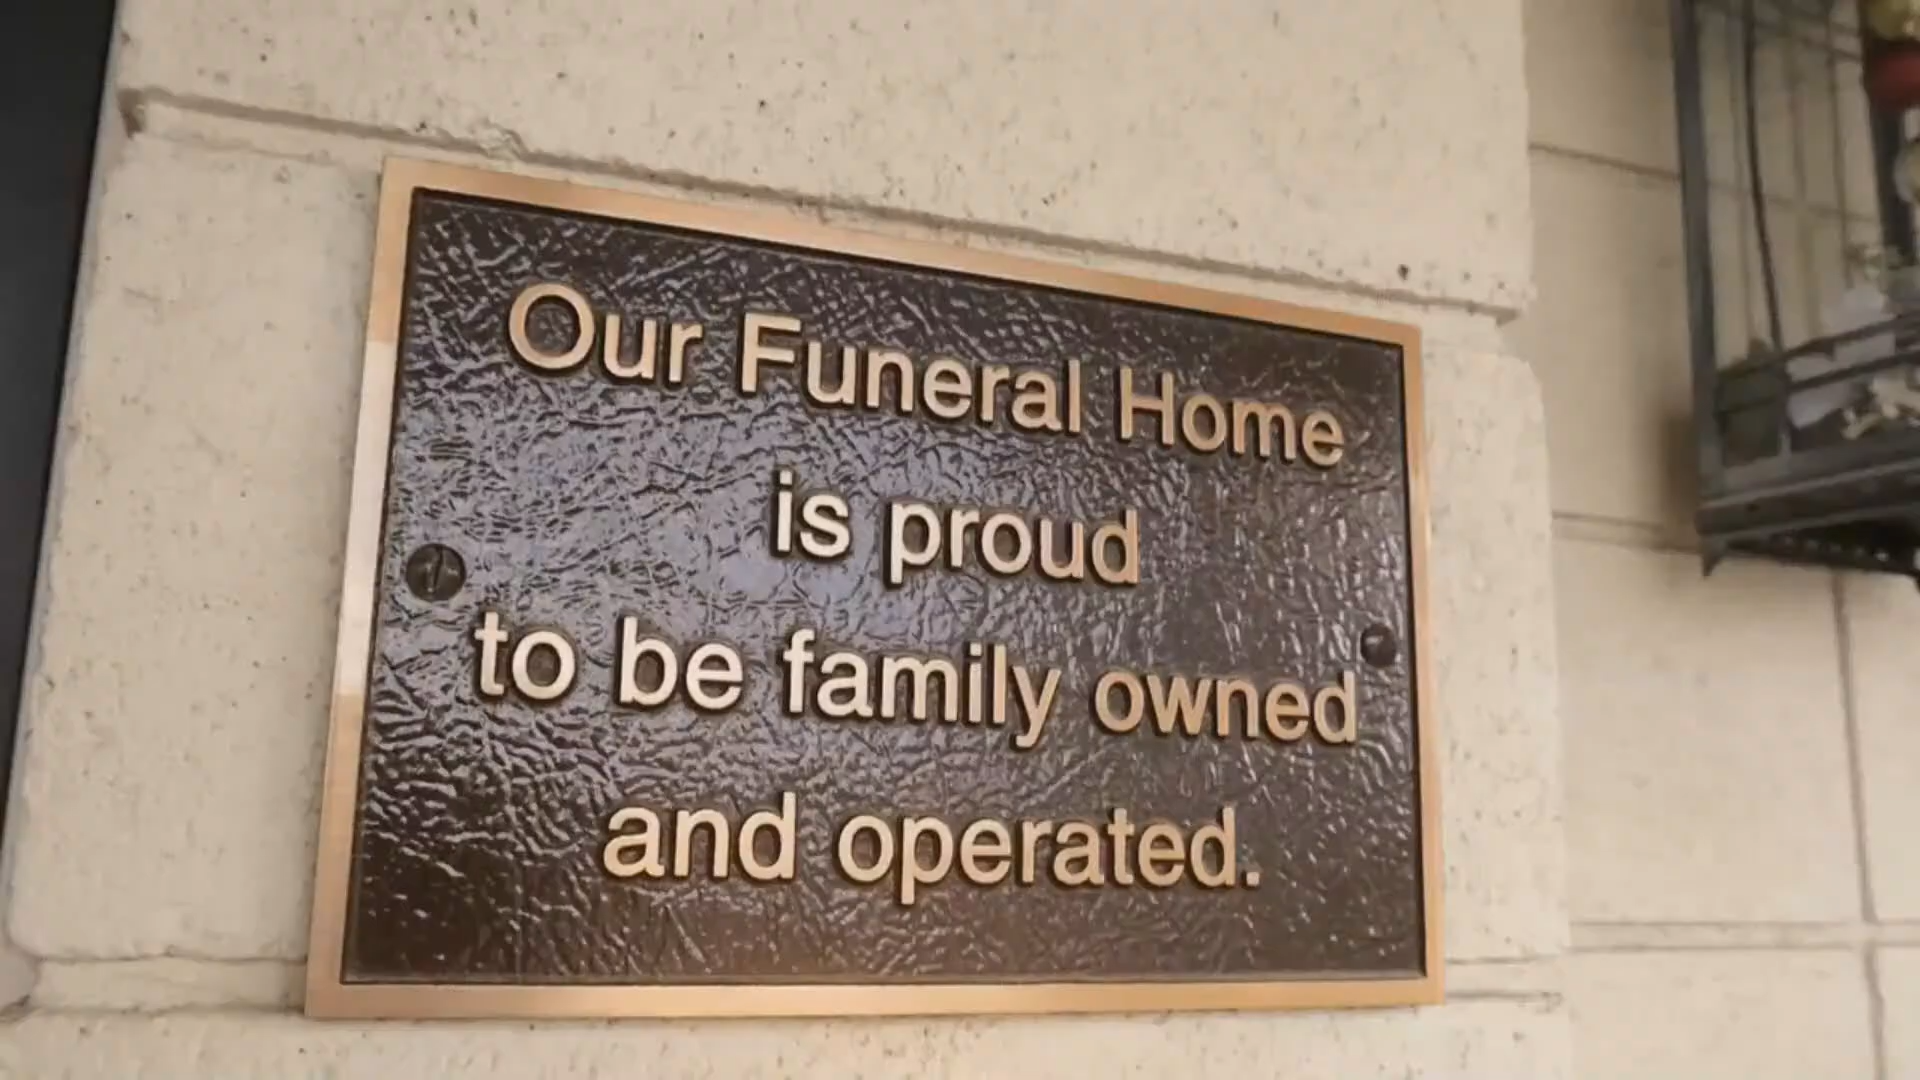 Our Funeral Home
is proud
to be family owned
and operated.